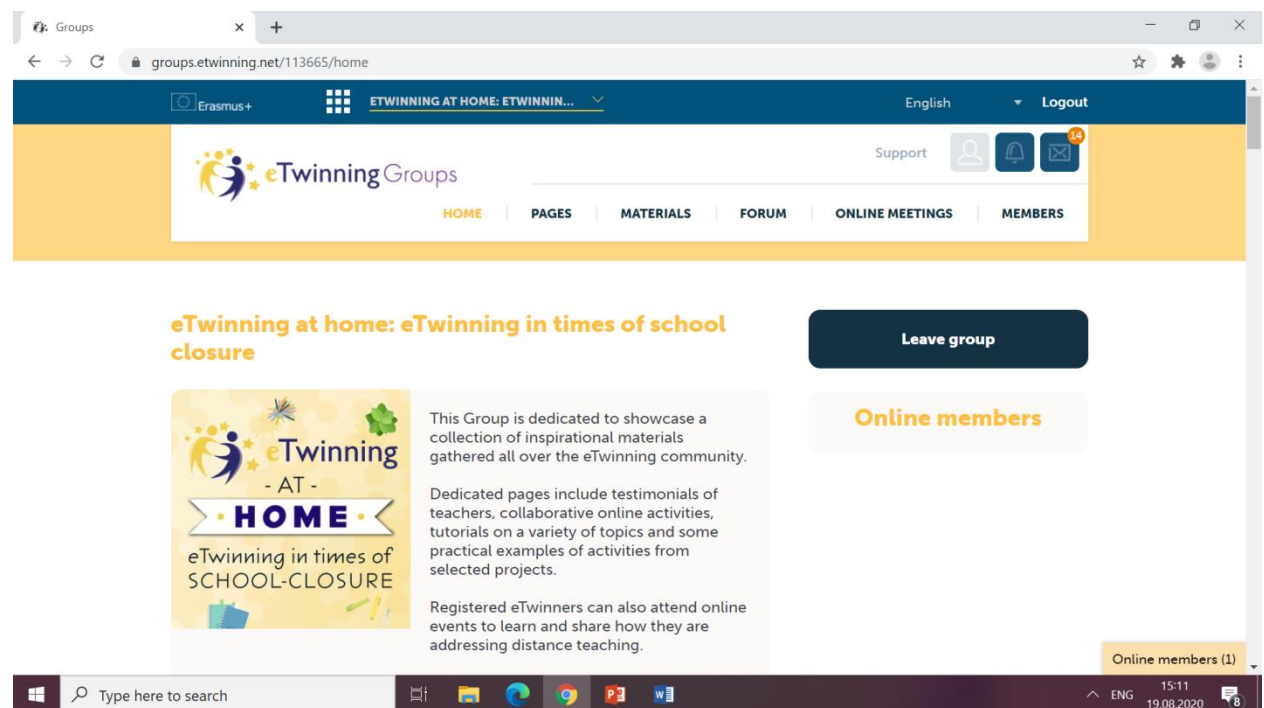 Groups
groups.etwinning.net/113665/home
Erasmus+
ETWINNING AT HOME: ETWINNIN...
English
Logout
eTwinning Groups
Support
14
HOME
PAGES
MATERIALS
FORUM
ONLINE MEETINGS
MEMBERS
eTwinning at home: eTwinning in times of school
closure
Leave group
Online members
eTwinning
- AT -
HOME
eTwinning in times of
SCHOOL-CLOSURE
This Group is dedicated to showcase a
collection of inspirational materials
gathered all over the eTwinning community.
Dedicated pages include testimonials of
teachers, collaborative online activities,
tutorials on a variety of topics and some
practical examples of activities from
selected projects.
Registered eTwinners can also attend online
events to learn and share how they are
addressing distance teaching.
Online members (1)
Type here to search
ENG
15:11
19.08.2020
8